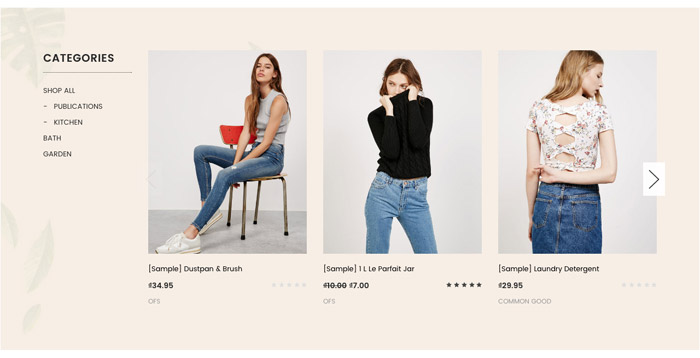 CATEGORIES
SHOP ALL
- PUBLICATIONS
- KITCHEN
BATH
GARDEN
[Sample] Dustpan & Brush
₫34.95
OFS
[Sample] 1 L Le Parfait Jar
₫10.00 ₫7.00
OFS
[Sample] Laundry Detergent
₫29.95
COMMON GOOD